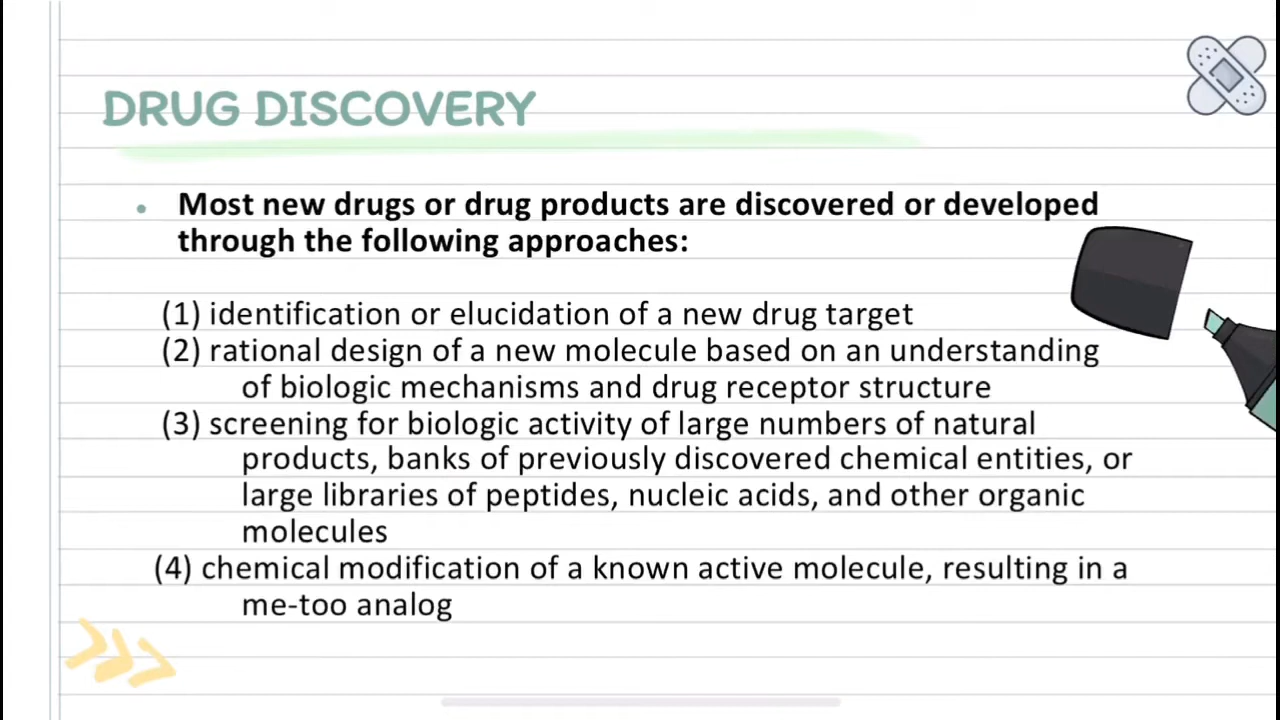 DRUG DISCOVERY
• Most new drugs or drug products are discovered or developed
through the following approaches:
(1) identification or elucidation of a new drug target
(2) rational design of a new molecule based on an understanding
of biologic mechanisms and drug receptor structure
(3) screening for biologic activity of large numbers of natural
products, banks of previously discovered chemical entities, or
large libraries of peptides, nucleic acids, and other organic
molecules
(4) chemical modification of a known active molecule, resulting in a
me-too analog